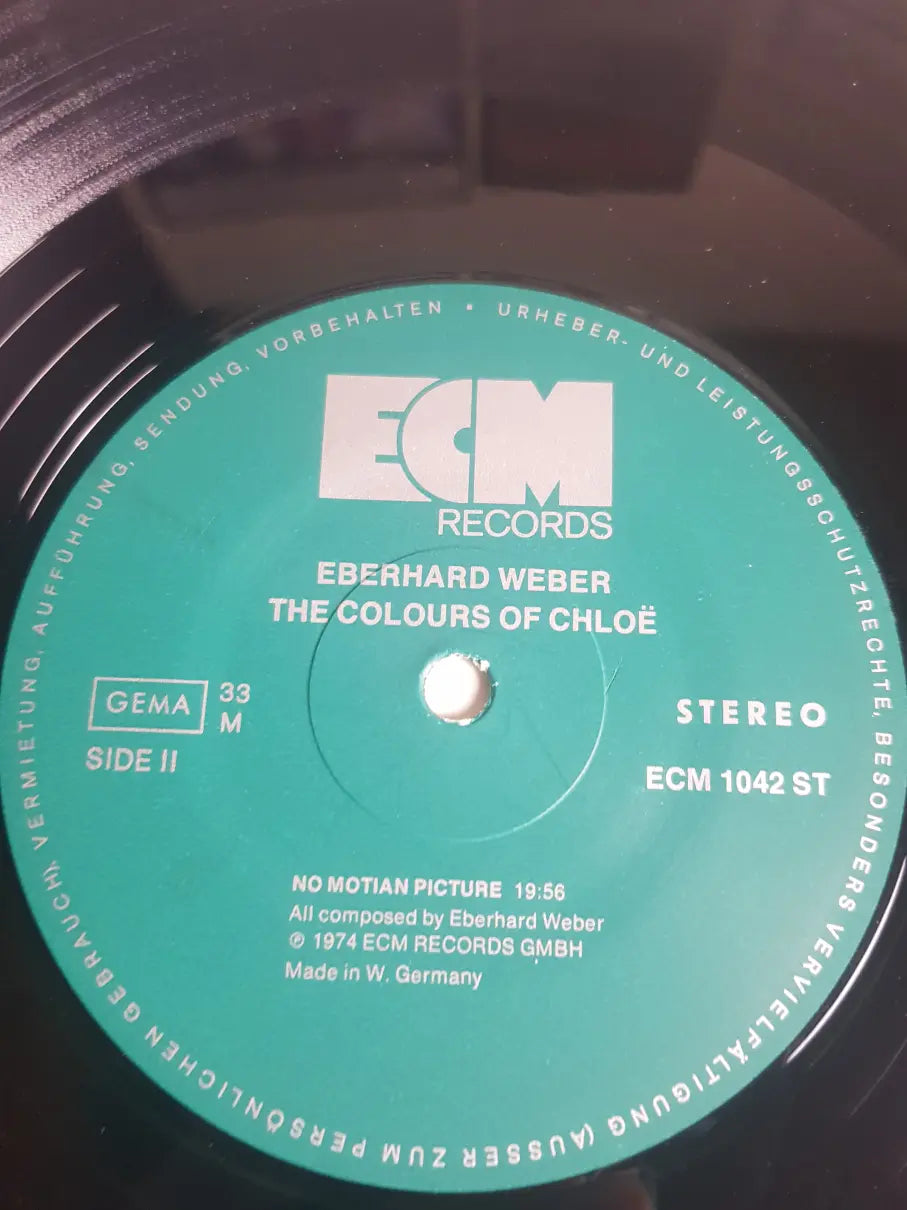 URHEBER- UND LEISTUNGSSCHUTZRECHTE, BESONDERS VERVIELFÄLTIGUNG (AUSSER ZUM PERSÖNLICHEN GEBRAUCH), VERMIETUNG, AUFFÜHRUNG, SENDUNG, VORBEHALTEN •
ECM
RECORDS
EBERHARD WEBER
THE COLOURS OF CHLOË
GEMA
33
M
SIDE II
STEREO
ECM 1042 ST
NO MOTIAN PICTURE 19:56
All composed by Eberhard Weber
℗ 1974 ECM RECORDS GMBH
Made in W. Germany